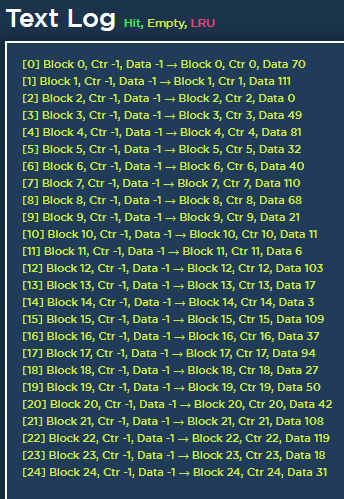 Text Log Hit, Empty, LRU
[0] Block 0, Ctr -1, Data -1 → Block 0, Ctr 0, Data 70
[1] Block 1, Ctr -1, Data -1 → Block 1, Ctr 1, Data 111
[2] Block 2, Ctr -1, Data -1 → Block 2, Ctr 2, Data 0
[3] Block 3, Ctr -1, Data -1 → Block 3, Ctr 3, Data 49
[4] Block 4, Ctr -1, Data -1 → Block 4, Ctr 4, Data 81
[5] Block 5, Ctr -1, Data -1 → Block 5, Ctr 5, Data 32
[6] Block 6, Ctr -1, Data -1 → Block 6, Ctr 6, Data 40
[7] Block 7, Ctr -1, Data -1 → Block 7, Ctr 7, Data 110
[8] Block 8, Ctr -1, Data -1 → Block 8, Ctr 8, Data 68
[9] Block 9, Ctr -1, Data -1 → Block 9, Ctr 9, Data 21
[10] Block 10, Ctr -1, Data -1 → Block 10, Ctr 10, Data 11
[11] Block 11, Ctr -1, Data -1 → Block 11, Ctr 11, Data 6
[12] Block 12, Ctr -1, Data -1 → Block 12, Ctr 12, Data 103
[13] Block 13, Ctr -1, Data -1 → Block 13, Ctr 13, Data 17
[14] Block 14, Ctr -1, Data -1 → Block 14, Ctr 14, Data 3
[15] Block 15, Ctr -1, Data -1 → Block 15, Ctr 15, Data 109
[16] Block 16, Ctr -1, Data -1 → Block 16, Ctr 16, Data 37
[17] Block 17, Ctr -1, Data -1 → Block 17, Ctr 17, Data 94
[18] Block 18, Ctr -1, Data -1 → Block 18, Ctr 18, Data 27
[19] Block 19, Ctr -1, Data -1 → Block 19, Ctr 19, Data 50
[20] Block 20, Ctr -1, Data -1 → Block 20, Ctr 20, Data 42
[21] Block 21, Ctr -1, Data -1 → Block 21, Ctr 21, Data 108
[22] Block 22, Ctr -1, Data -1 → Block 22, Ctr 22, Data 119
[23] Block 23, Ctr -1, Data -1 → Block 23, Ctr 23, Data 18
[24] Block 24, Ctr -1, Data -1 → Block 24, Ctr 24, Data 31